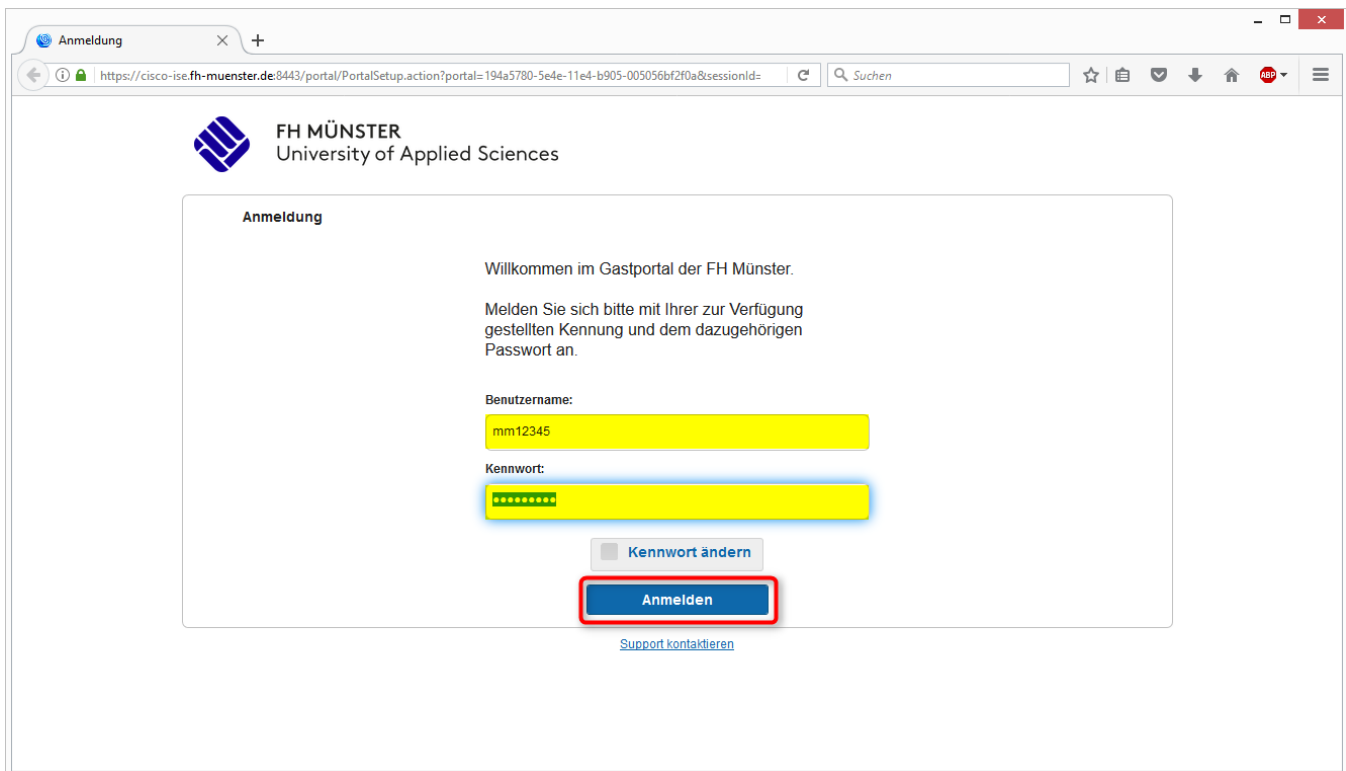 Anmeldung
https://cisco-ise.fh-muenster.de:8443/portal/PortalSetup.action?portal=194a5780-5e4e-11e4-b905-005056bf2f0a&sessionId=
Suchen
ABP
FH MÜNSTER
University of Applied Sciences
Anmeldung
Willkommen im Gastportal der FH Münster.
Melden Sie sich bitte mit Ihrer zur Verfügung
gestellten Kennung und dem dazugehörigen
Passwort an.
Benutzername:
mm12345
Kennwort:
•••••••••
Kennwort ändern
Anmelden
Support kontaktieren